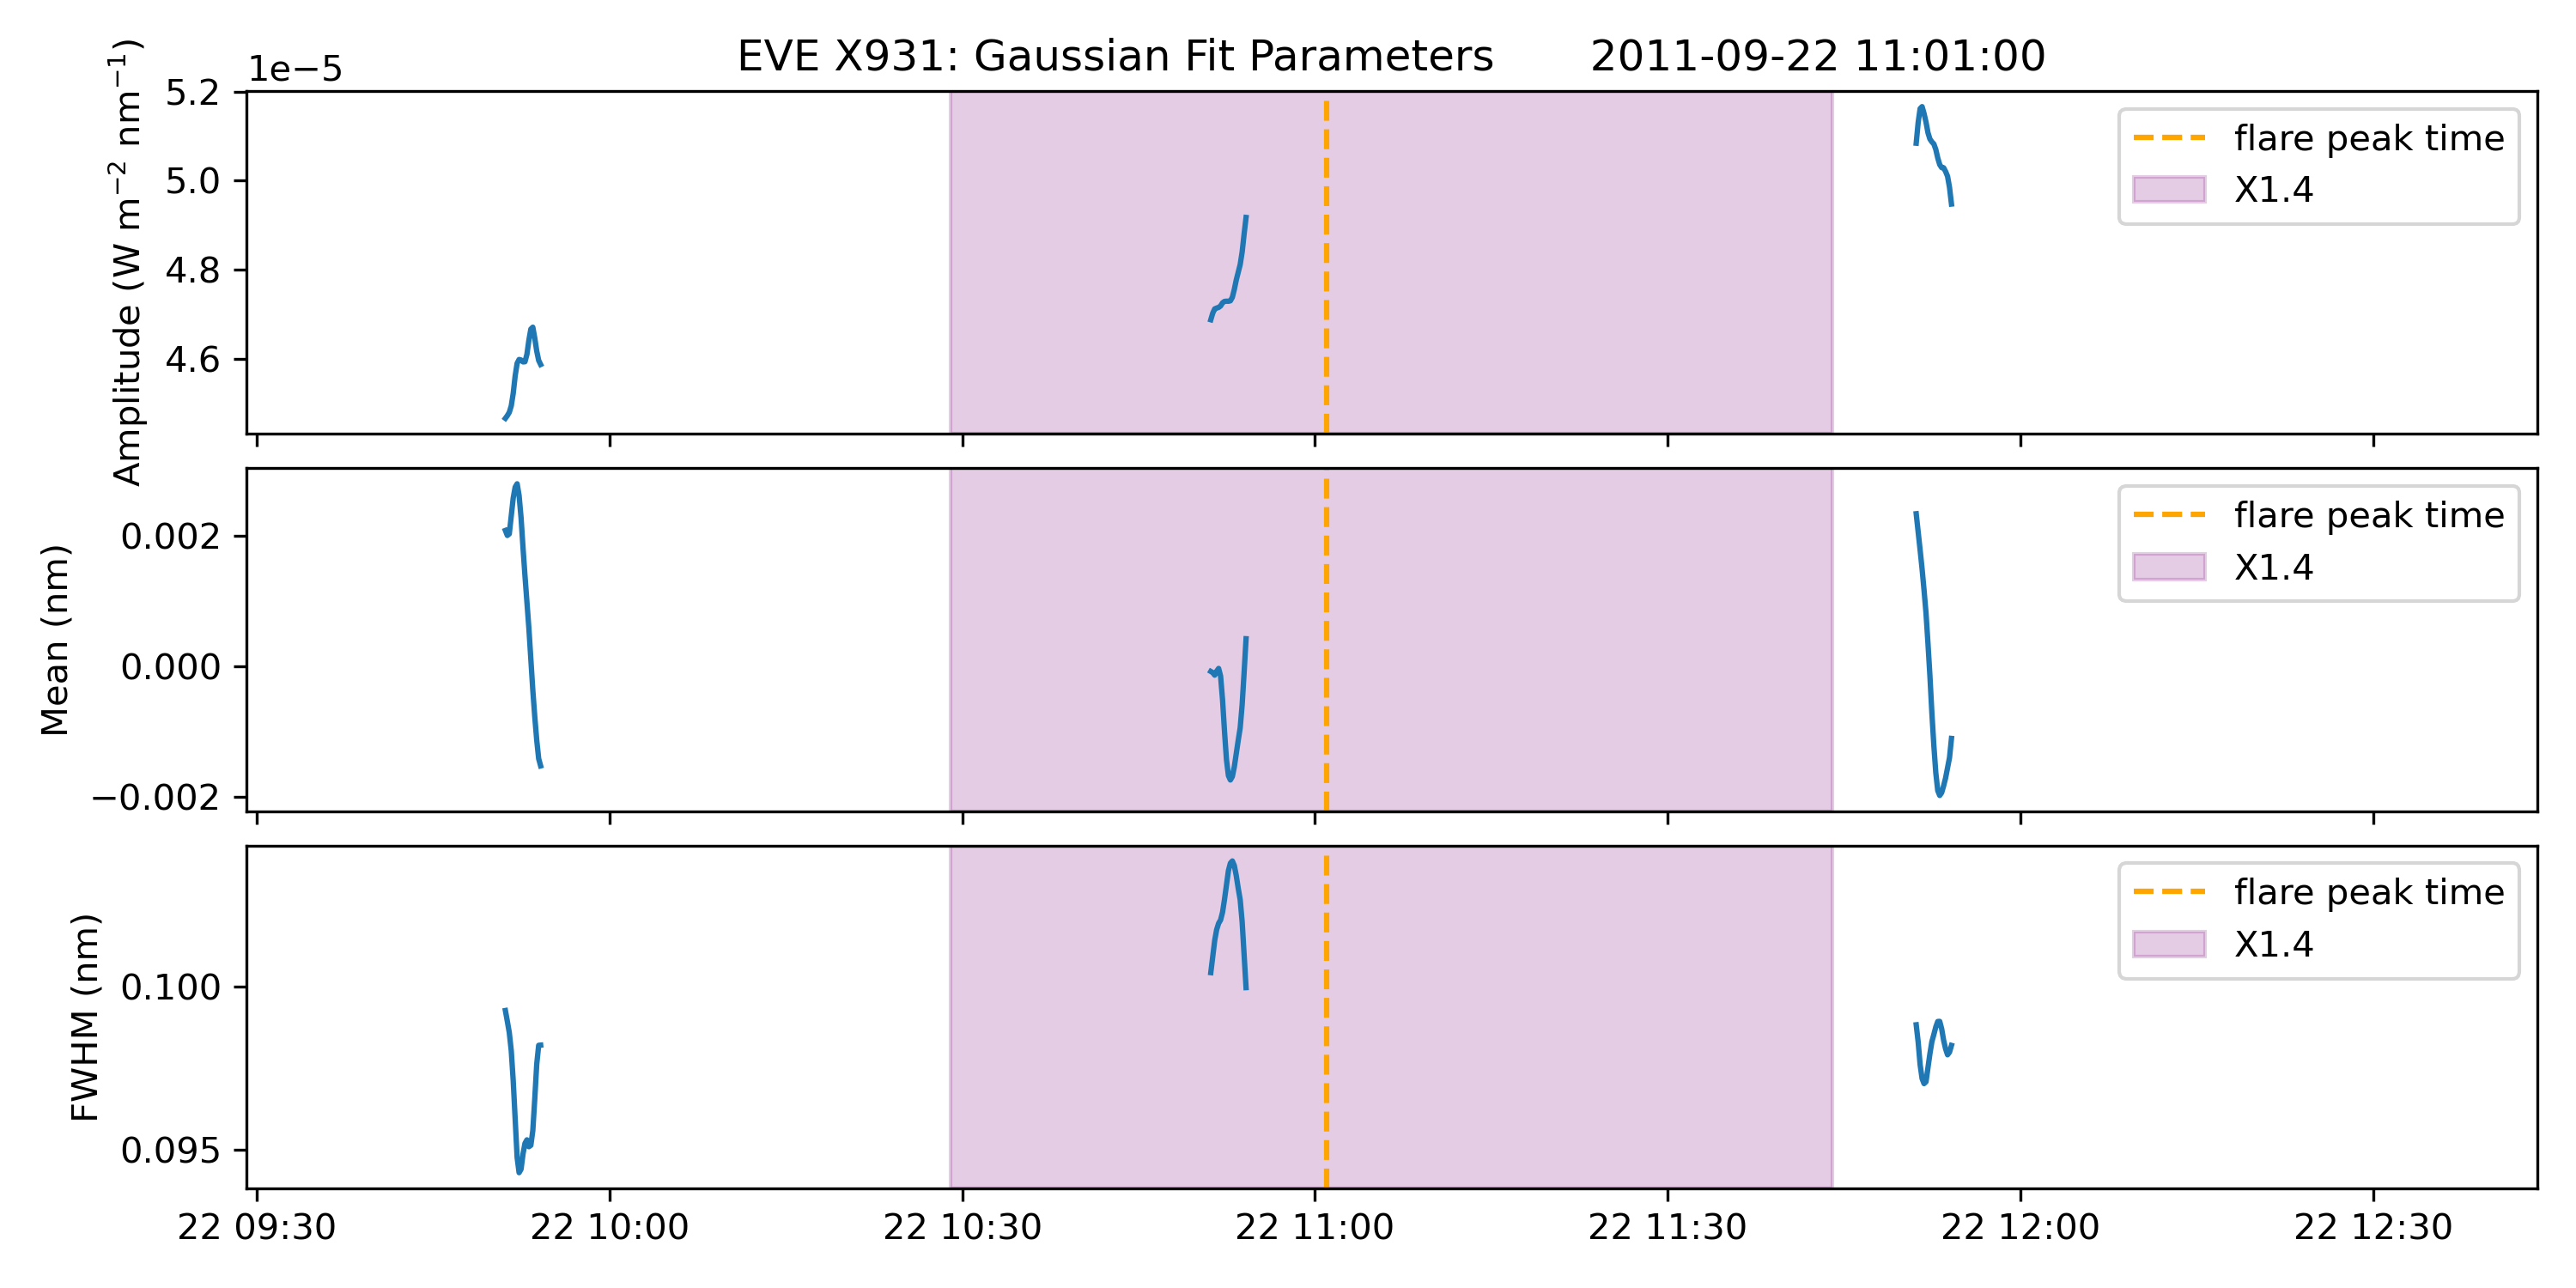 EVE X931: Gaussian Fit Parameters 2011-09-22 11:01:00
1e−5
Amplitude (W m⁻² nm⁻¹)
5.2
5.0
4.8
4.6
flare peak time
X1.4
Mean (nm)
0.002
0.000
−0.002
flare peak time
X1.4
FWHM (nm)
0.100
0.095
flare peak time
X1.4
22 09:30 22 10:00 22 10:30 22 11:00 22 11:30 22 12:00 22 12:30